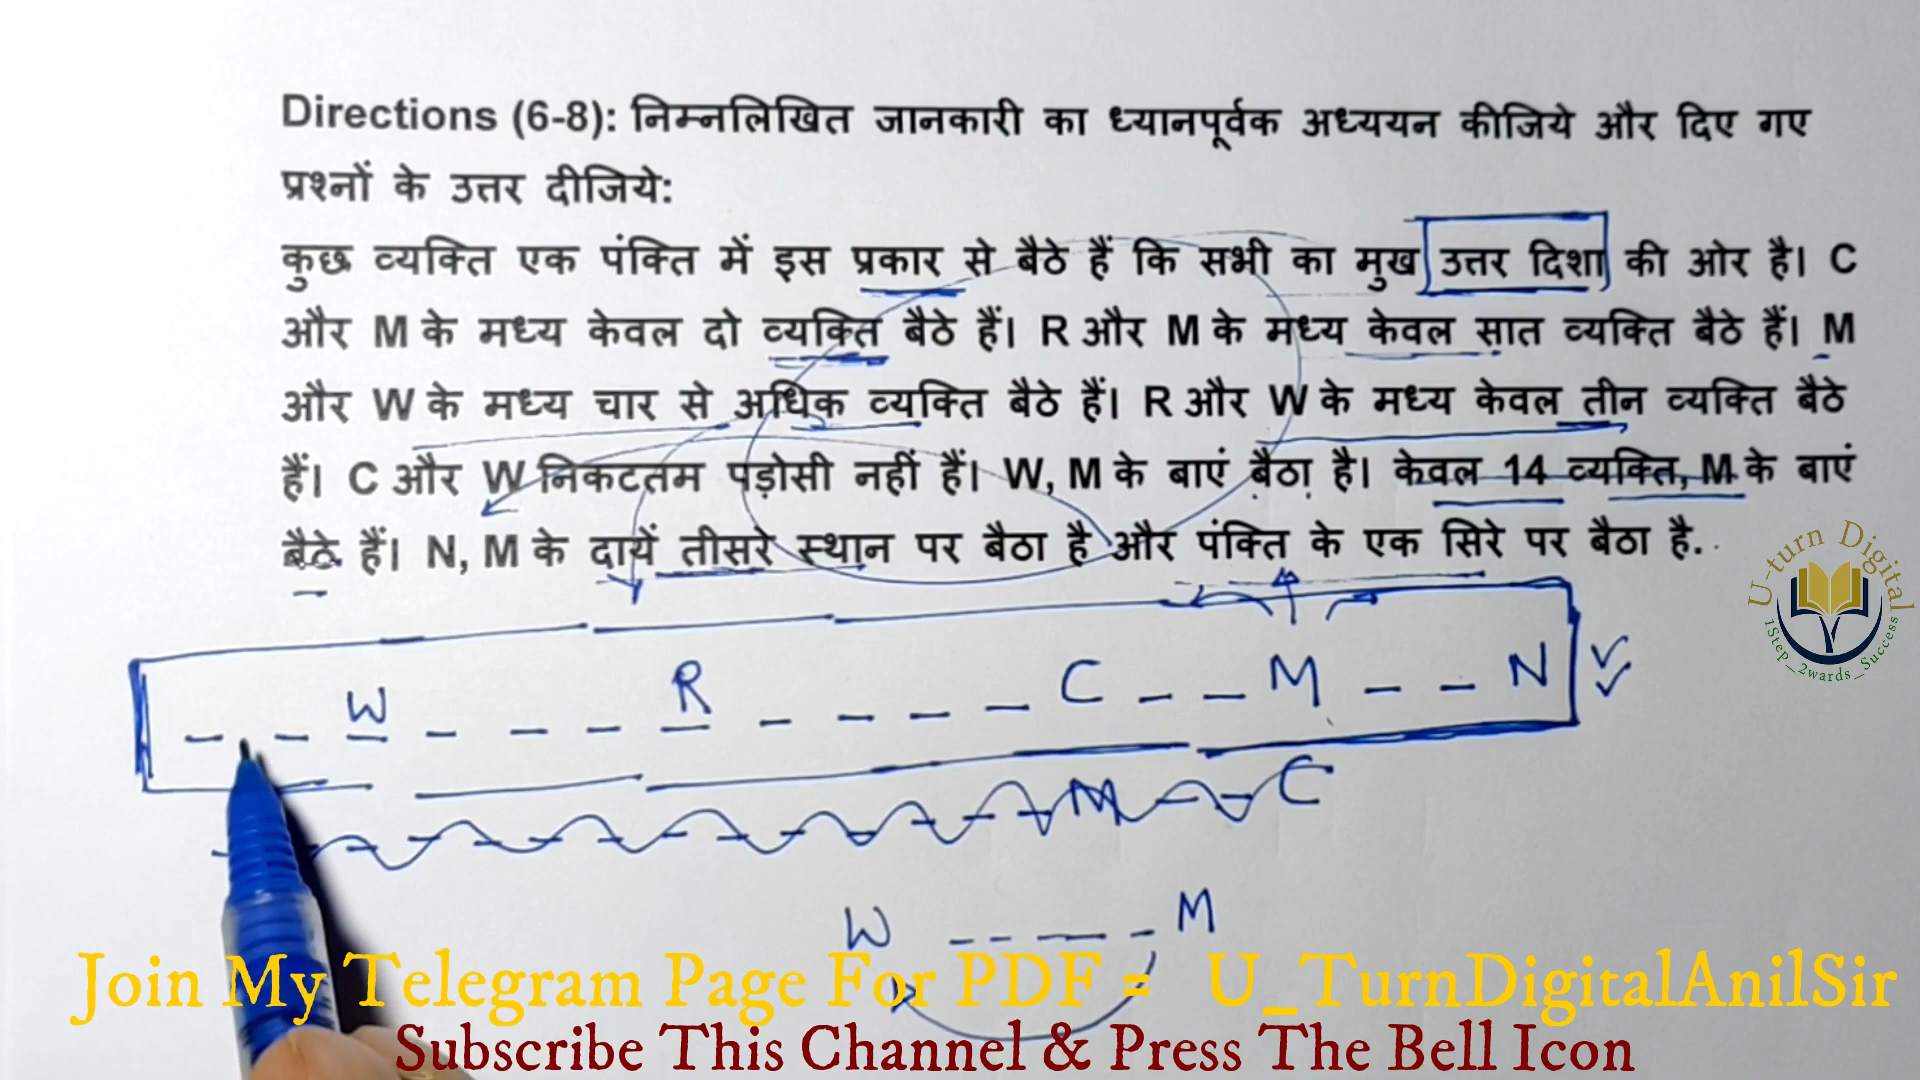 Directions (6-8): निम्नलिखित जानकारी का ध्यानपूर्वक अध्ययन कीजिये और दिए गए
प्रश्नों के उत्तर दीजिये:
कुछ व्यक्ति एक पंक्ति में इस प्रकार से बैठे हैं कि सभी का मुख उत्तर दिशा की ओर है। C
और M के मध्य केवल दो व्यक्ति बैठे हैं। R और M के मध्य केवल सात व्यक्ति बैठे हैं। M
और W के मध्य चार से अधिक व्यक्ति बैठे हैं। R और W के मध्य केवल तीन व्यक्ति बैठे
हैं। C और W निकटतम पड़ोसी नहीं हैं। W, M के बाएं बैठा है। केवल 14 व्यक्ति, M के बाएं
बैठे हैं। N, M के दायें तीसरे स्थान पर बैठा है और पंक्ति के एक सिरे पर बैठा है.
U-turn Digital
1Step_2wards_Success
W R C M N
M C
W M
Join My Telegram Page For PDF = U_TurnDigitalAnilSir
Subscribe This Channel & Press The Bell Icon